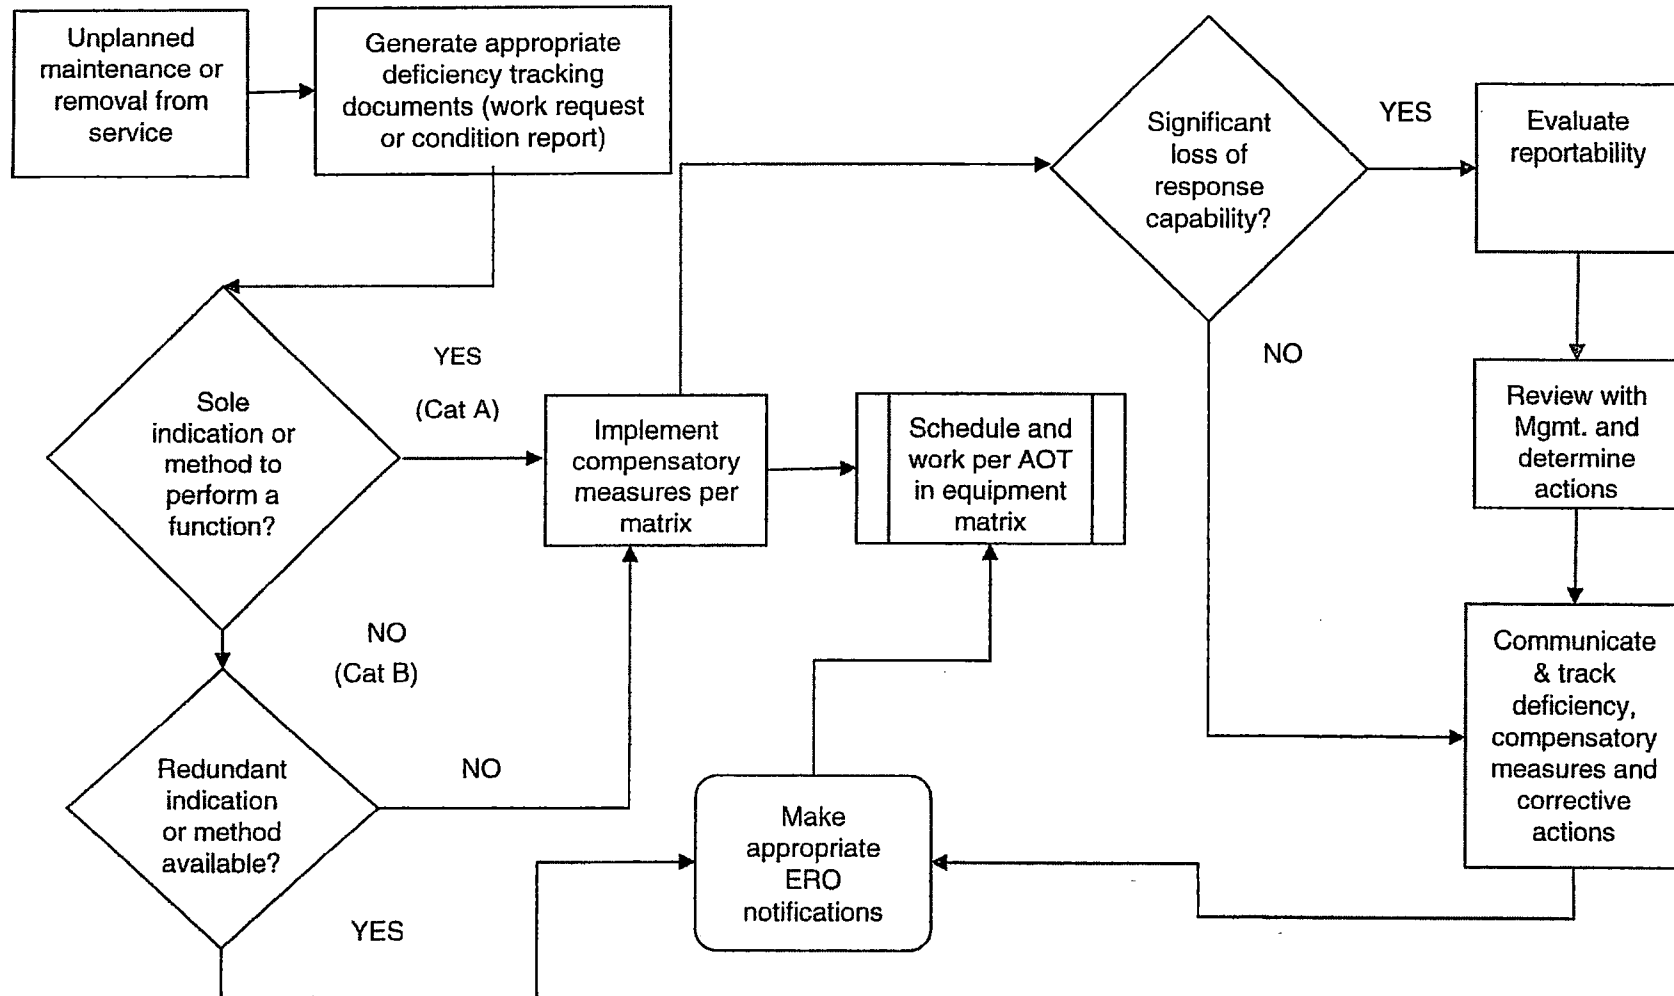 Unplanned
maintenance or
removal from
service
Generate appropriate
deficiency tracking
documents (work request
or condition report)
Significant
loss of
response
capability?
YES
Evaluate
reportability
NO
Review with
Mgmt. and
determine
actions
Sole
indication or
method to
perform a
function?
YES
(Cat A)
Implement
compensatory
measures per
matrix
Schedule and
work per AOT
in equipment
matrix
NO
(Cat B)
Redundant
indication
or method
available?
NO
YES
Make
appropriate
ERO
notifications
Communicate
& track
deficiency,
compensatory
measures and
corrective
actions